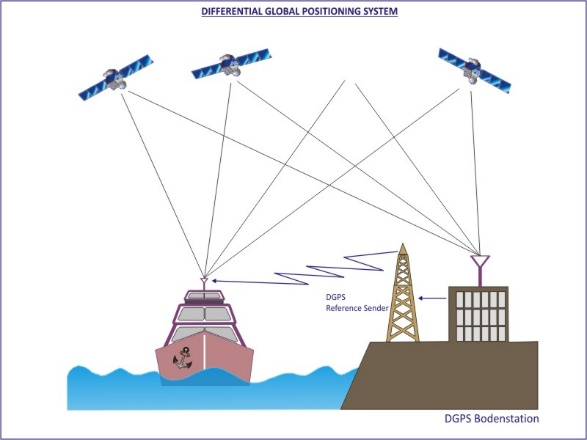 DIFFERENTIAL GLOBAL POSITIONING SYSTEM
DGPS
Reference Sender
DGPS Bodenstation